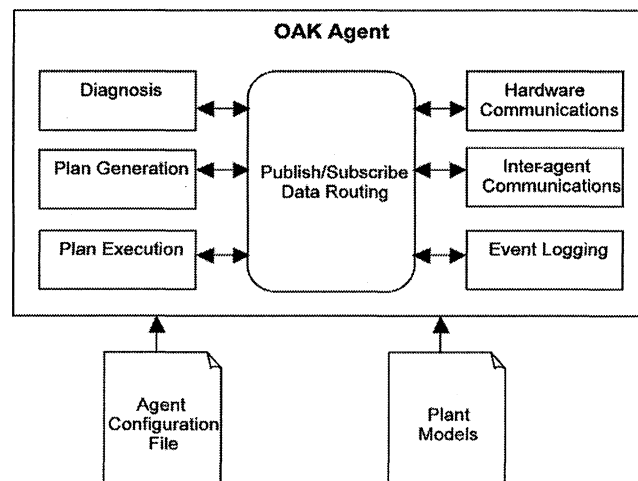 OAK Agent
Diagnosis
Plan Generation
Plan Execution
Publish/Subscribe
Data Routing
Hardware
Communications
Inter-agent
Communications
Event Logging
Agent
Configuration
File
Plant
Models